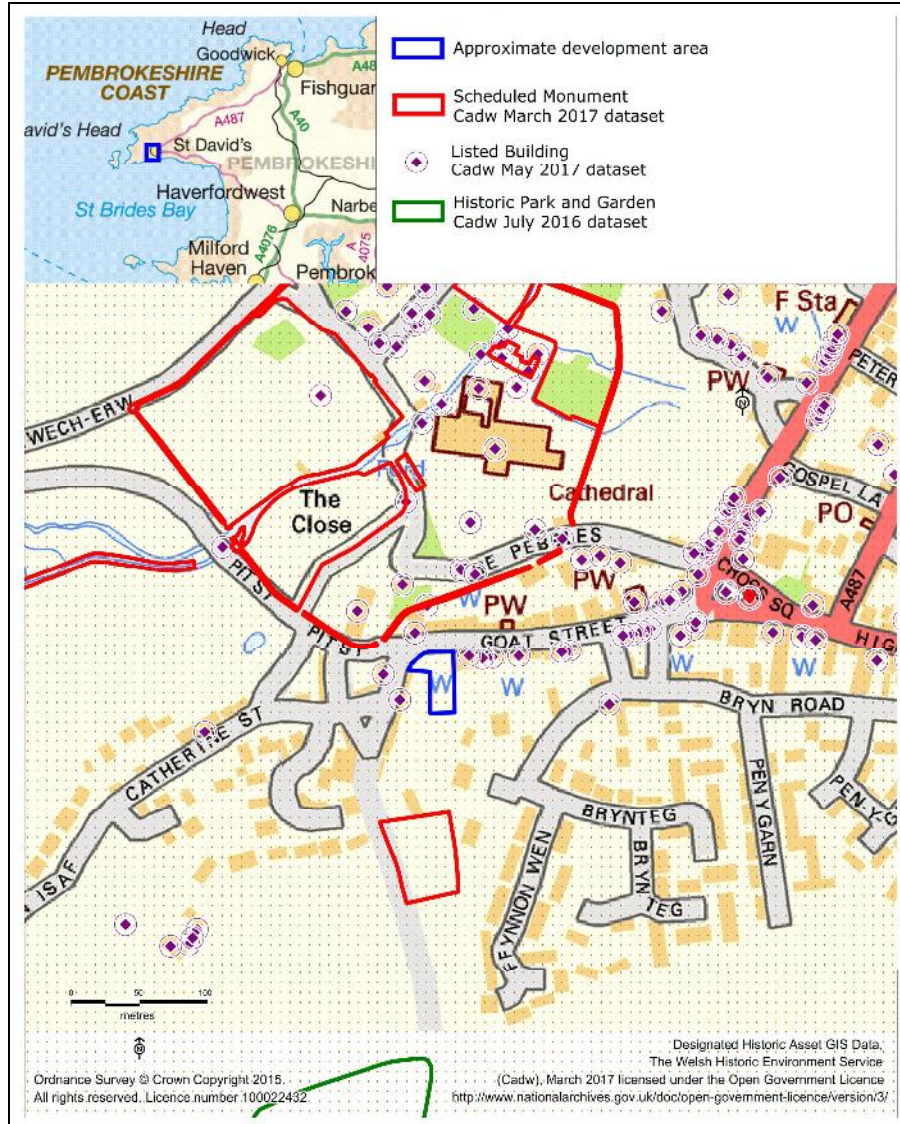 Head
Goodwick
PEMBROKESHIRE
COAST
A48
Fishguar
A487
A40
avid's Head
St David's
PEMBROKESHI
Haverfordwest
St Brides Bay
Narbe
A4076
A
4075
Milford
Haven
Pembrok
Approximate development area
Scheduled Monument
Cadw March 2017 dataset
Listed Building
Cadw May 2017 dataset
Historic Park and Garden
Cadw July 2016 dataset
F Sta
W
PETER
PW
N
WECH-ERW
Ford
The
Close
Cathedral
GOSPEL LA
PO
PIT ST
THE PEBBLES
PW
W
PW
CROSS SQ
A487
HIG
PIT ST
GOAT STREET
W
W
W
W
BRYN ROAD
CATHERINE ST
PEN Y GARN
PEN-Y-G
BRYNTEG
BRYN
TEG
FFYNNON WEN
N ISAF
0 50 100
metres
N
Designated Historic Asset GIS Data,
The Welsh Historic Environment Service
Ordnance Survey © Crown Copyright 2015.
(Cadw), March 2017 licensed under the Open Government Licence
All rights reserved. Licence number 100022432
http://www.nationalarchives.gov.uk/doc/open-government-licence/version/3/